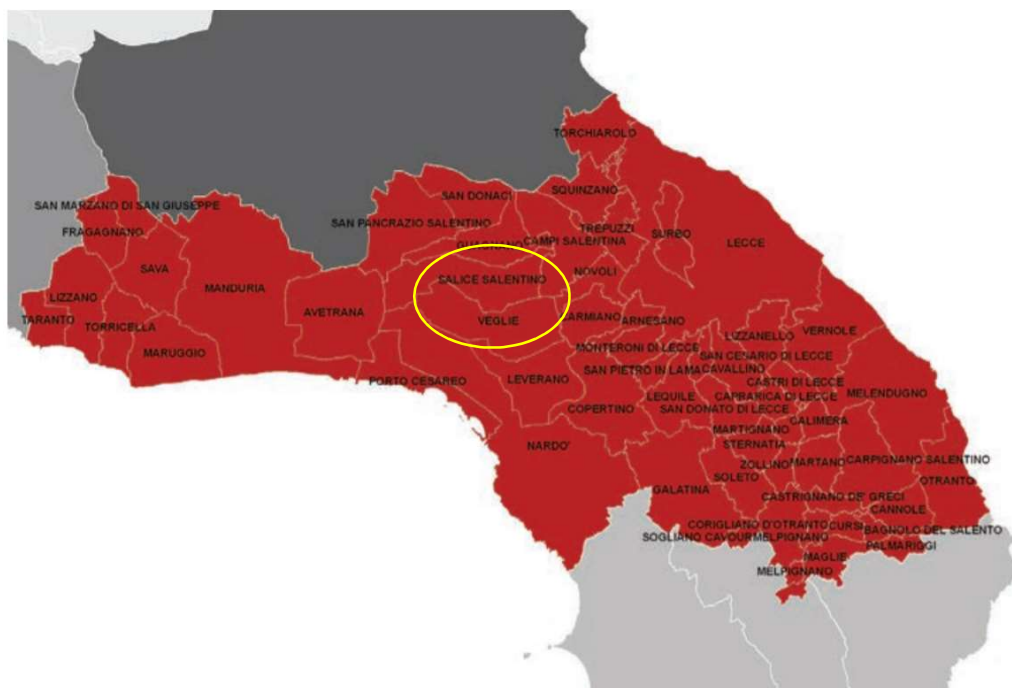 TORCHIAROLO
SAN DONACI
SQUINZANO
SAN MARZANO DI SAN GIUSEPPE
SAN PANCRAZIO SALENTINO
TREPUZZI
FRAGAGNANO
SURBO
GUAGNANO
CAMPI SALENTINA
LECCE
SAVA
NOVOLI
SALICE SALENTINO
MANDURIA
LIZZANO
AVETRANA
TARANTO
VEGLIE
CARMIANO
ARNESANO
TORRICELLA
VERNOLE
LIZZANELLO
MARUGGIO
MONTERONI DI LECCE
SAN CESARIO DI LECCE
SAN PIETRO IN LAMA
CAVALLINO
PORTO CESAREO
LEVERANO
CASTRI DI LECCE
MELENDUGNO
LEQUILE
CAPRARICA DI LECCE
COPERTINO
SAN DONATO DI LECCE
CALIMERA
MARTIGNANO
NARDO'
STERNATIA
ZOLLINO
MARTANO
CARPIGNANO SALENTINO
SOLETO
OTRANTO
GALATINA
CASTRIGNANO DE' GRECI
CANNOLE
CORIGLIANO D'OTRANTO
CURSI
BAGNOLO DEL SALENTO
SOGLIANO CAVOUR
MELPIGNANO
PALMARIGGI
MAGLIE
MELPIGNANO